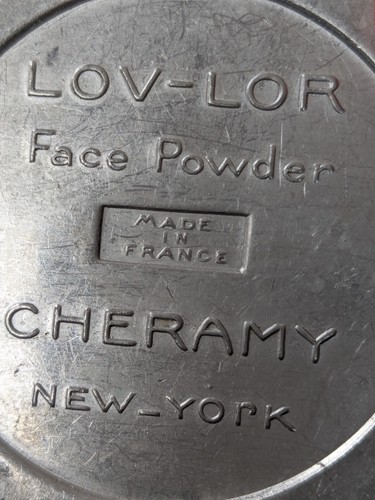 LOV-LOR
Face Powder
MADE
IN
FRANCE
CHERAMY
NEW-YORK